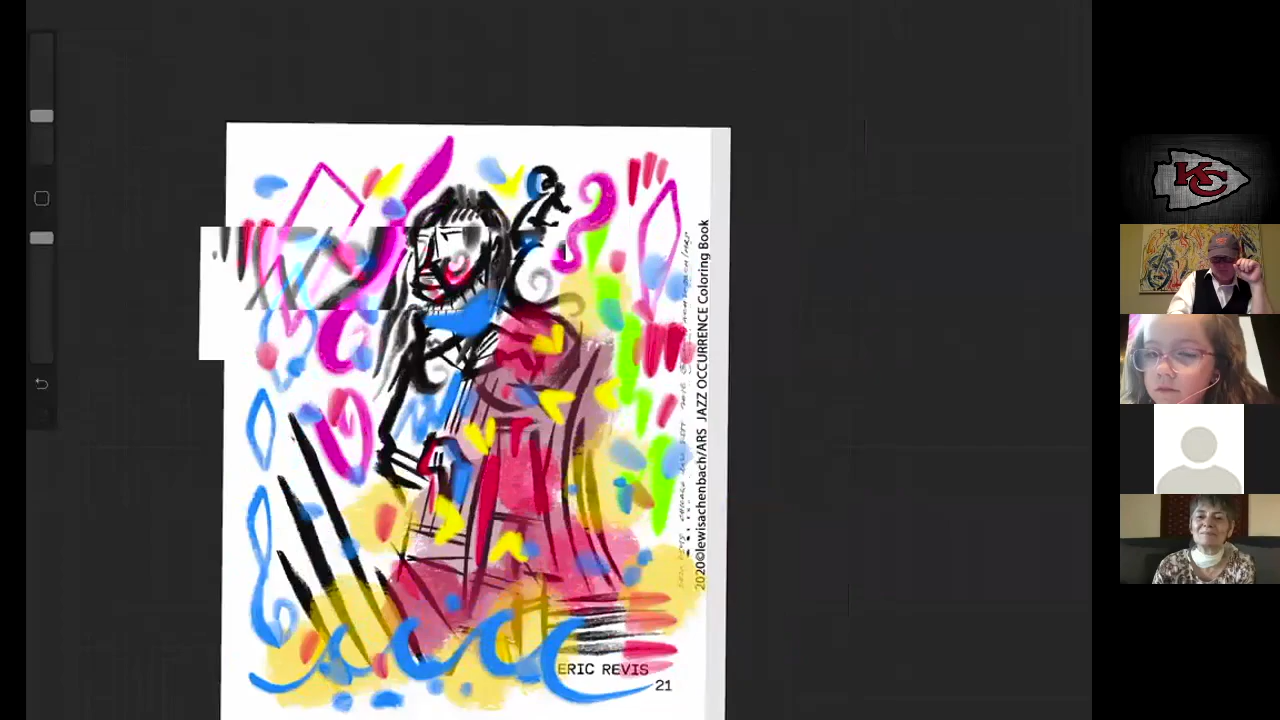 2020©lewisachenbach/ARS JAZZ OCCURRENCE Coloring Book
ERIC REVIS
21
KC